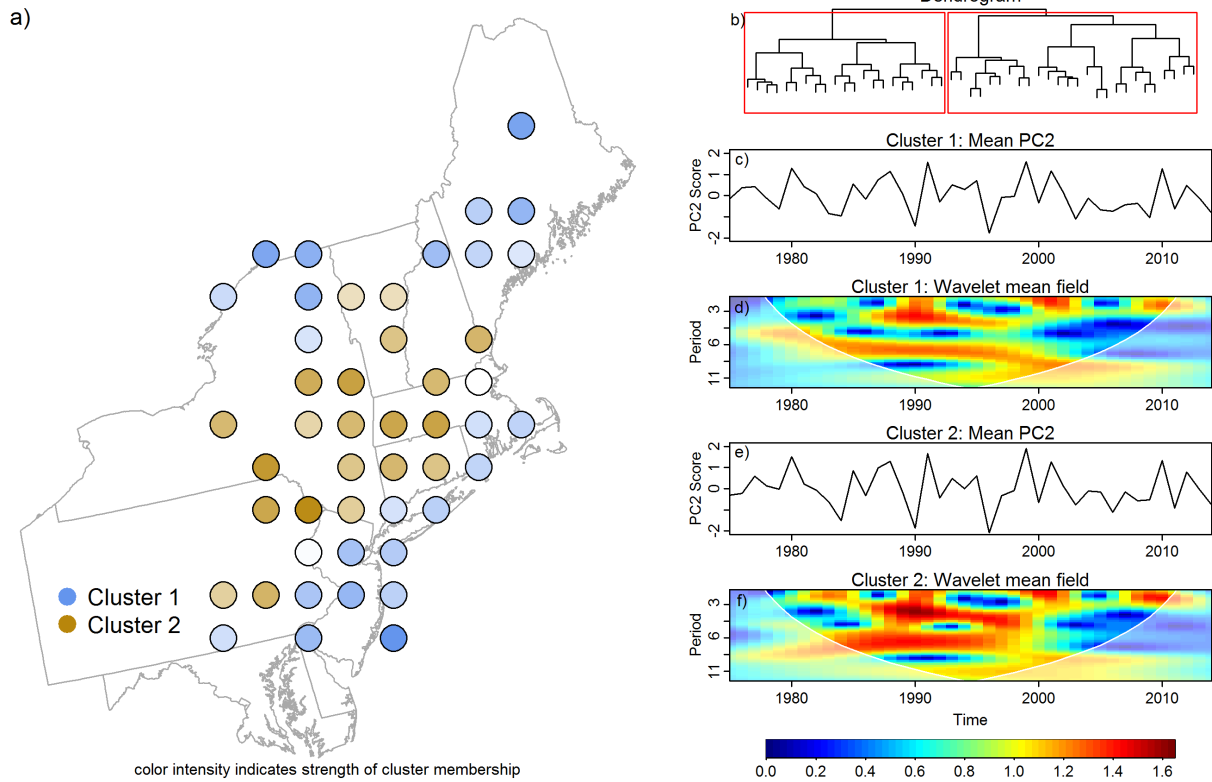 a)
Cluster 1
Cluster 2
color intensity indicates strength of cluster membership
Dendrogram
b)
Cluster 1: Mean PC2
c)
PC2 Score
2
1
0
-2
1980 1990 2000 2010
Cluster 1: Wavelet mean field
d)
Period
3
6
11
1980 1990 2000 2010
Cluster 2: Mean PC2
e)
PC2 Score
2
1
0
-2
1980 1990 2000 2010
Cluster 2: Wavelet mean field
f)
Period
3
6
11
1980 1990 2000 2010
Time
0.0 0.2 0.4 0.6 0.8 1.0 1.2 1.4 1.6